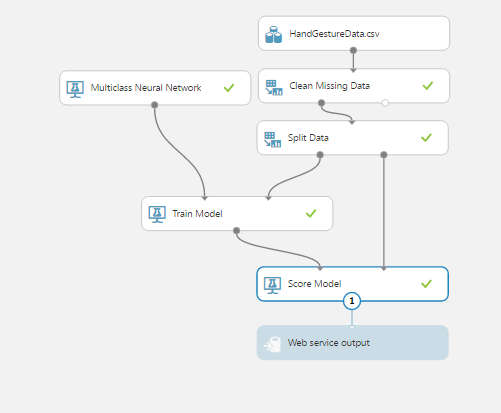 HandGestureData.csv
Multiclass Neural Network
Clean Missing Data
Split Data
Train Model
Score Model
1
Web service output